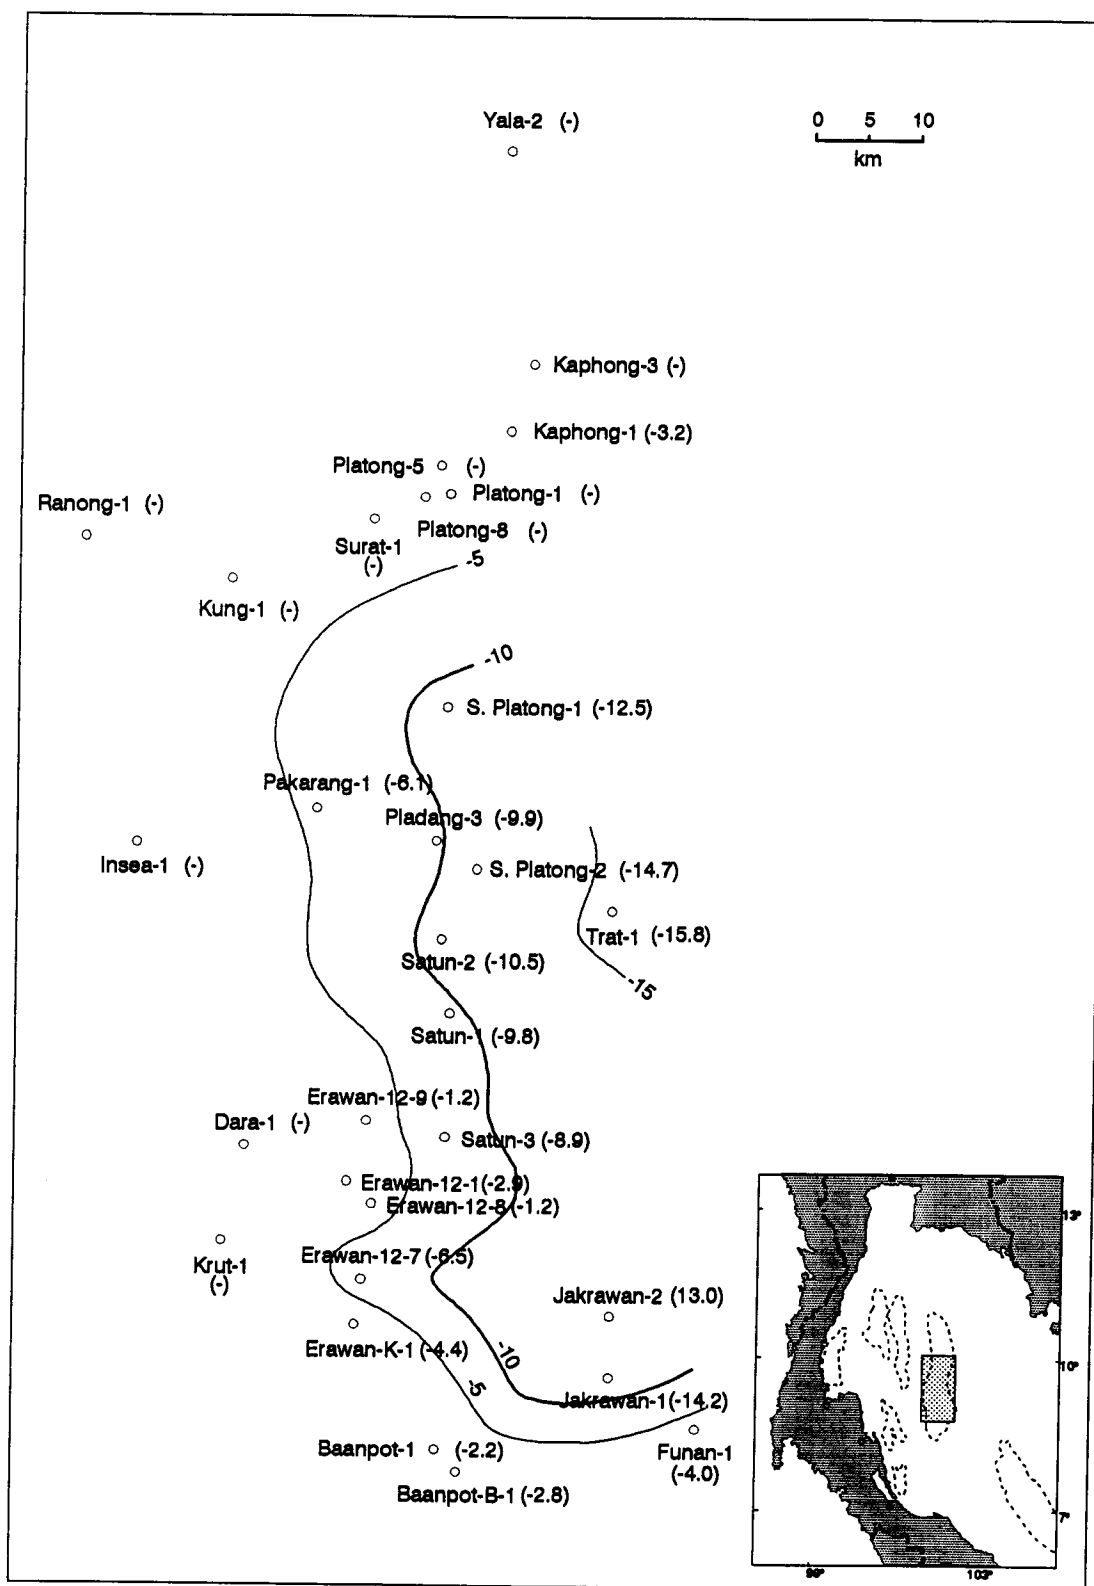 Yala-2 (-)
0 5 10
km
Kaphong-3 (-)
Kaphong-1 (-3.2)
Platong-5 (-)
Platong-1 (-)
Ranong-1 (-)
Platong-8 (-)
Surat-1
(-)
-5
Kung-1 (-)
-10
S. Platong-1 (-12.5)
Pakarang-1 (-6.1)
Pladang-3 (-9.9)
Insea-1 (-)
S. Platong-2 (-14.7)
Trat-1 (-15.8)
Satun-2 (-10.5)
-15
Satun-1 (-9.8)
Erawan-12-9 (-1.2)
Dara-1 (-)
Satun-3 (-8.9)
Erawan-12-1 (-2.9)
Erawan-12-8 (-1.2)
13°
Erawan-12-7 (-6.5)
Krut-1
(-)
Jakrawan-2 (13.0)
Erawan-K-1 (-4.4)
-10
10°
-5
Jakrawan-1 (-14.2)
Baanpot-1 (-2.2)
Funan-1
(-4.0)
Baanpot-B-1 (-2.8)
7°
99° 103°